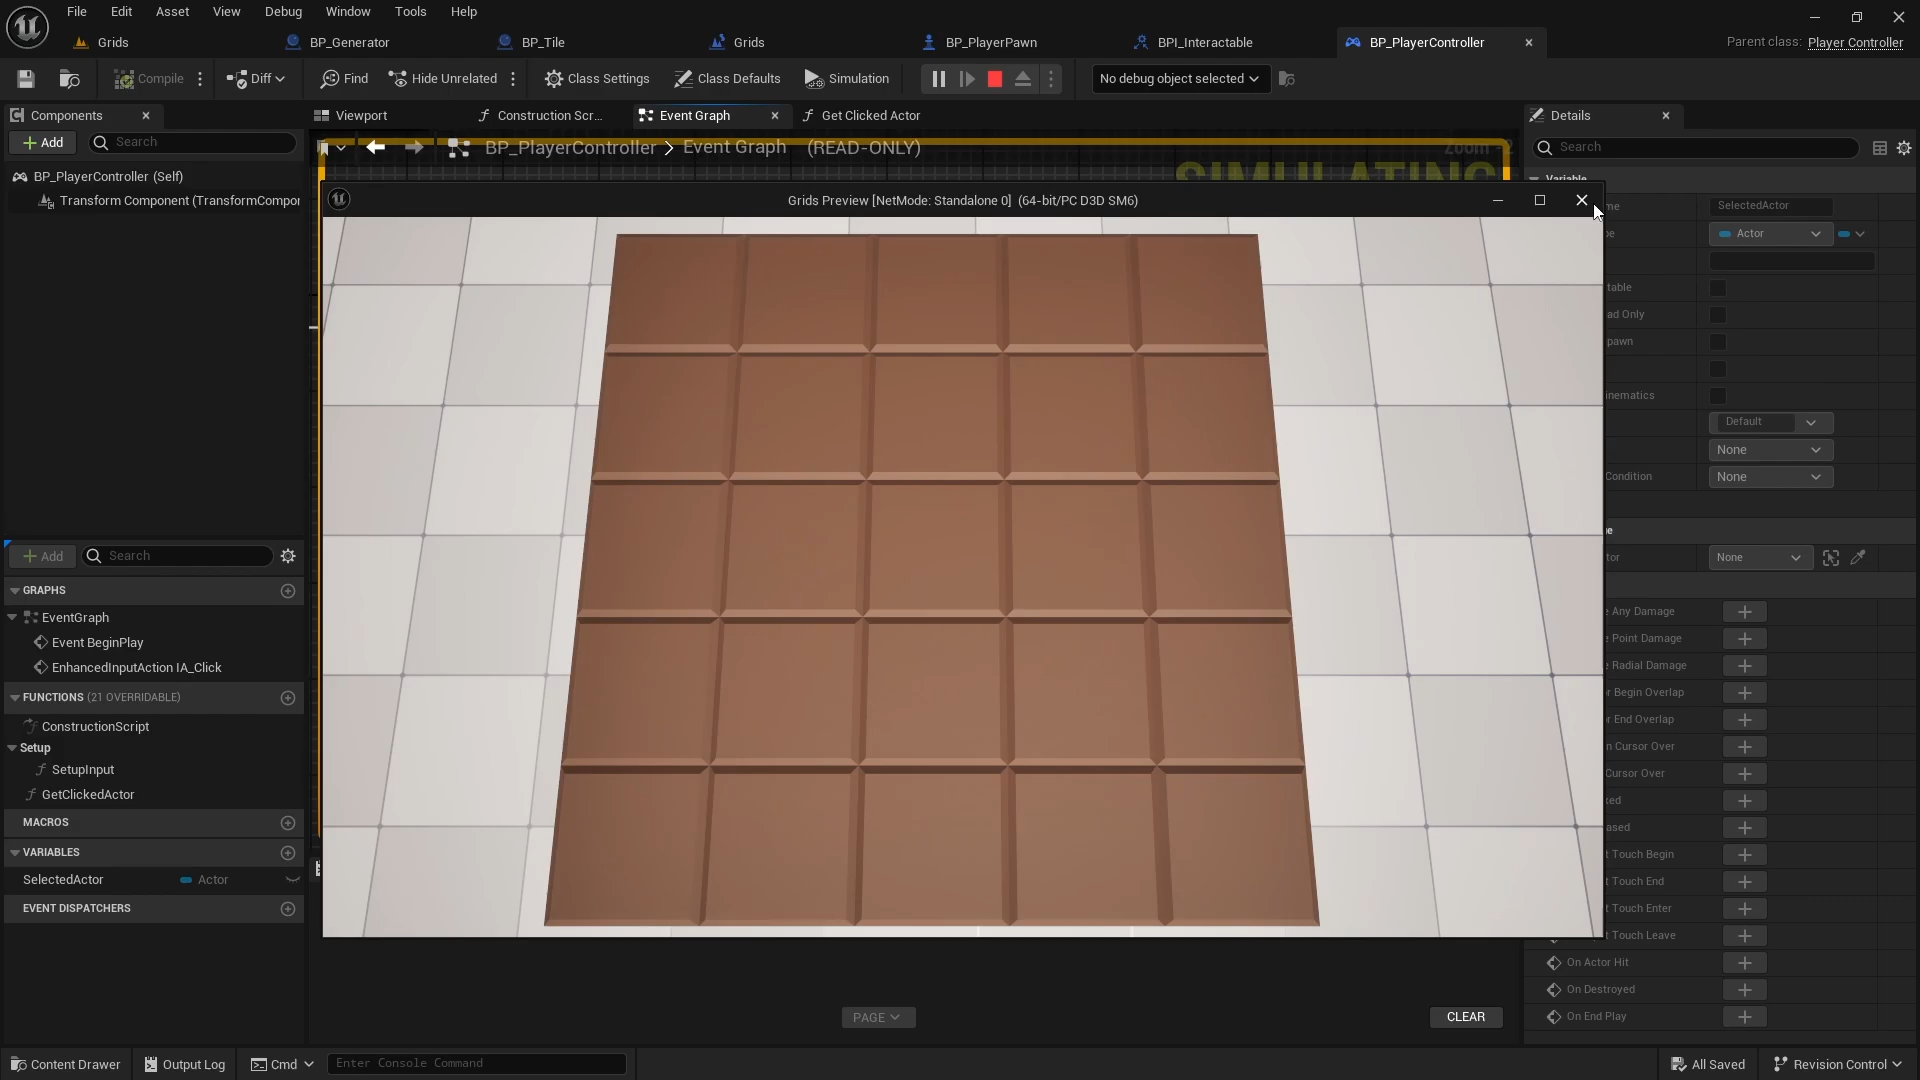 File Edit Asset View Debug Window Tools Help
Grids BP_Generator BP_Tile Grids BP_PlayerPawn BPI_Interactable BP_PlayerController Parent class: Player Controller
Compile Diff Find Hide Unrelated Class Settings Class Defaults Simulation No debug object selected
Components Viewport Construction Scr... Event Graph Get Clicked Actor Details
Add Search BP_PlayerController > Event Graph (READ-ONLY) Zoom Search
SIMULATING
BP_PlayerController (Self) Variable
Transform Component (TransformCompor Grids Preview [NetMode: Standalone 0] (64-bit/PC D3D SM6) SelectedActor
Actor
Default
None
Condition None
Add Search None
GRAPHS
EventGraph Any Damage
Event BeginPlay Point Damage
EnhancedInputAction IA_Click Radial Damage
FUNCTIONS (21 OVERRIDABLE) Begin Overlap
ConstructionScript End Overlap
Setup Cursor Over
SetupInput Cursor Over
GetClickedActor
MACROS
VARIABLES Touch Begin
SelectedActor Actor Touch End
EVENT DISPATCHERS Touch Enter
Touch Leave
On Actor Hit
On Destroyed
PAGE CLEAR On End Play
Content Drawer Output Log Cmd Enter Console Command All Saved Revision Control